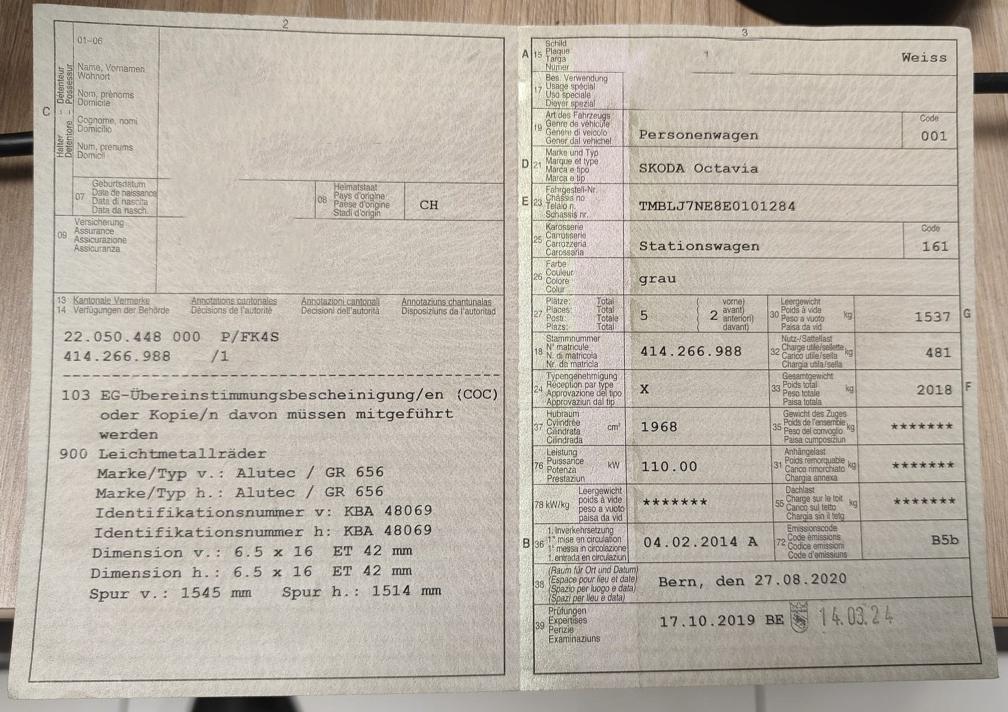 2
01–06
Halter – Détenteur
Detentore – Possessur
C
Name, Vornamen
Wohnort
Nom, prénoms
Domicile
Cognome, nomi
Domicilio
Num, prenums
Domicil
07
Geburtsdatum
Date de naissance
Data di nascita
Data da nasch.
08
Heimatstaat
Pays d'origine
Paese d'origine
Stadi d'origin
CH
09
Versicherung
Assurance
Assicurazione
Assicuranza
13 Kantonale Vermerke Annotations cantonales Annotazioni cantonali Annotaziuns chantunalas
14 Verfügungen der Behörde Décisions de l'autorité Decisioni dell'autorità Disposiziuns da l'autoritad
22.050.448 000 P/FK4S
414.266.988 /1
103 EG-Übereinstimmungsbescheinigung/en (COC)
oder Kopie/n davon müssen mitgeführt
werden
900 Leichtmetallräder
Marke/Typ v.: Alutec / GR 656
Marke/Typ h.: Alutec / GR 656
Identifikationsnummer v: KBA 48069
Identifikationsnummer h: KBA 48069
Dimension v.: 6.5 x 16 ET 42 mm
Dimension h.: 6.5 x 16 ET 42 mm
Spur v.: 1545 mm Spur h.: 1514 mm
3
A 15
Schild
Plaque
Targa
Numer
Weiss
17
Bes. Verwendung
Usage spécial
Uso speciale
Diever spezial
19
Art des Fahrzeugs
Genre de véhicule
Genere di veicolo
Gener dal vehichel
Personenwagen
Code
001
D 21
Marke und Typ
Marque et type
Marca e tipo
Marca e tip
SKODA Octavia
E 23
Fahrgestell-Nr.
Châssis no
Telaio n.
Schassis nr.
TMBLJ7NE8E0101284
25
Karosserie
Carrosserie
Carrozzeria
Carossaria
Stationswagen
Code
161
26
Farbe
Couleur
Colore
Colur
grau
27
Plätze: Total
Places: Total
Posti: Totale
Plazs: Total
5
( 2
vorne)
avant)
anteriori)
davant)
30
Leergewicht
Poids à vide
Peso a vuoto
Paisa da vid
kg
1537
G
18
Stammnummer
N° matricule
N. di matricola
Nr. da matricla
414.266.988
32
Nutz-/Sattellast
Charge utile/sellette
Carico utile/sella
Chargia utila/sella
kg
481
24
Typengenehmigung
Réception par type
Approvazione del tipo
Approvaziun dal tip
X
33
Gesamtgewicht
Poids total
Peso totale
Paisa totala
kg
2018
F
37
Hubraum
Cylindrée
Cilindrata
Cilindrada
cm³
1968
35
Gewicht des Zuges
Poids de l'ensemble
Peso del convoglio
Paisa cumposiziun
kg
*******
76
Leistung
Puissance
Potenza
Prestaziun
kW
110.00
31
Anhängelast
Poids remorquable
Carico rimorchiato
Chargia annexa
kg
*******
78 kW/kg
Leergewicht
poids à vide
peso a vuoto
paisa da vid
*******
55
Dachlast
Charge sur le toit
Carico sul tetto
Chargia sin il tetg
kg
*******
B 36
1. Inverkehrsetzung
1re mise en circulation
1a messa in circolazione
1. entrada en circulaziun
04.02.2014 A
72
Emissionscode
Code émissions
Codice emissioni
Code d'emissiuns
B5b
38
(Raum für Ort und Datum)
(Espace pour lieu et date)
(Spazio per luogo e data)
(Spazi per lieu e data)
Bern, den 27.08.2020
39
Prüfungen
Expertises
Perizie
Examinaziuns
17.10.2019 BE 14.03.24